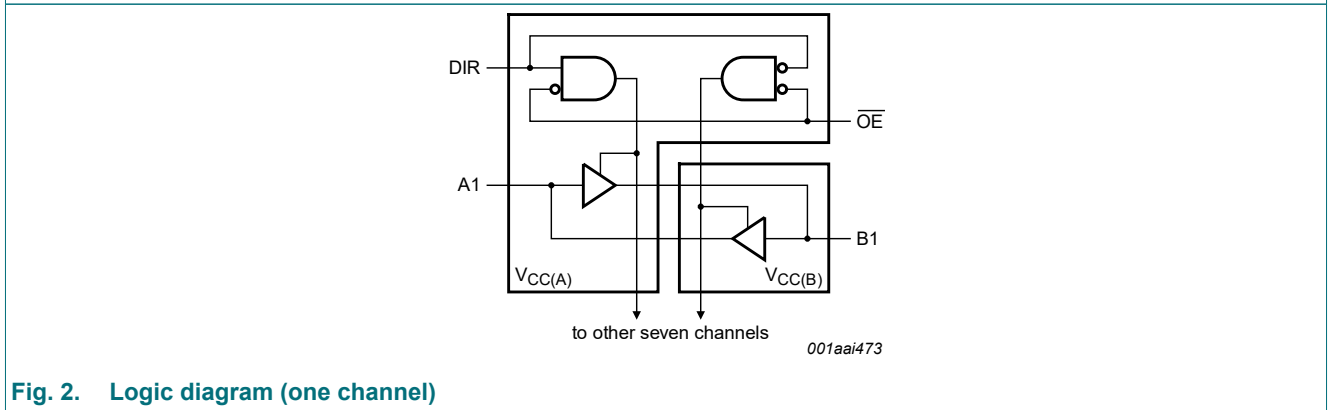 DIR
OE
A1
B1
VCC(A)
VCC(B)
to other seven channels
001aai473
Fig. 2. Logic diagram (one channel)